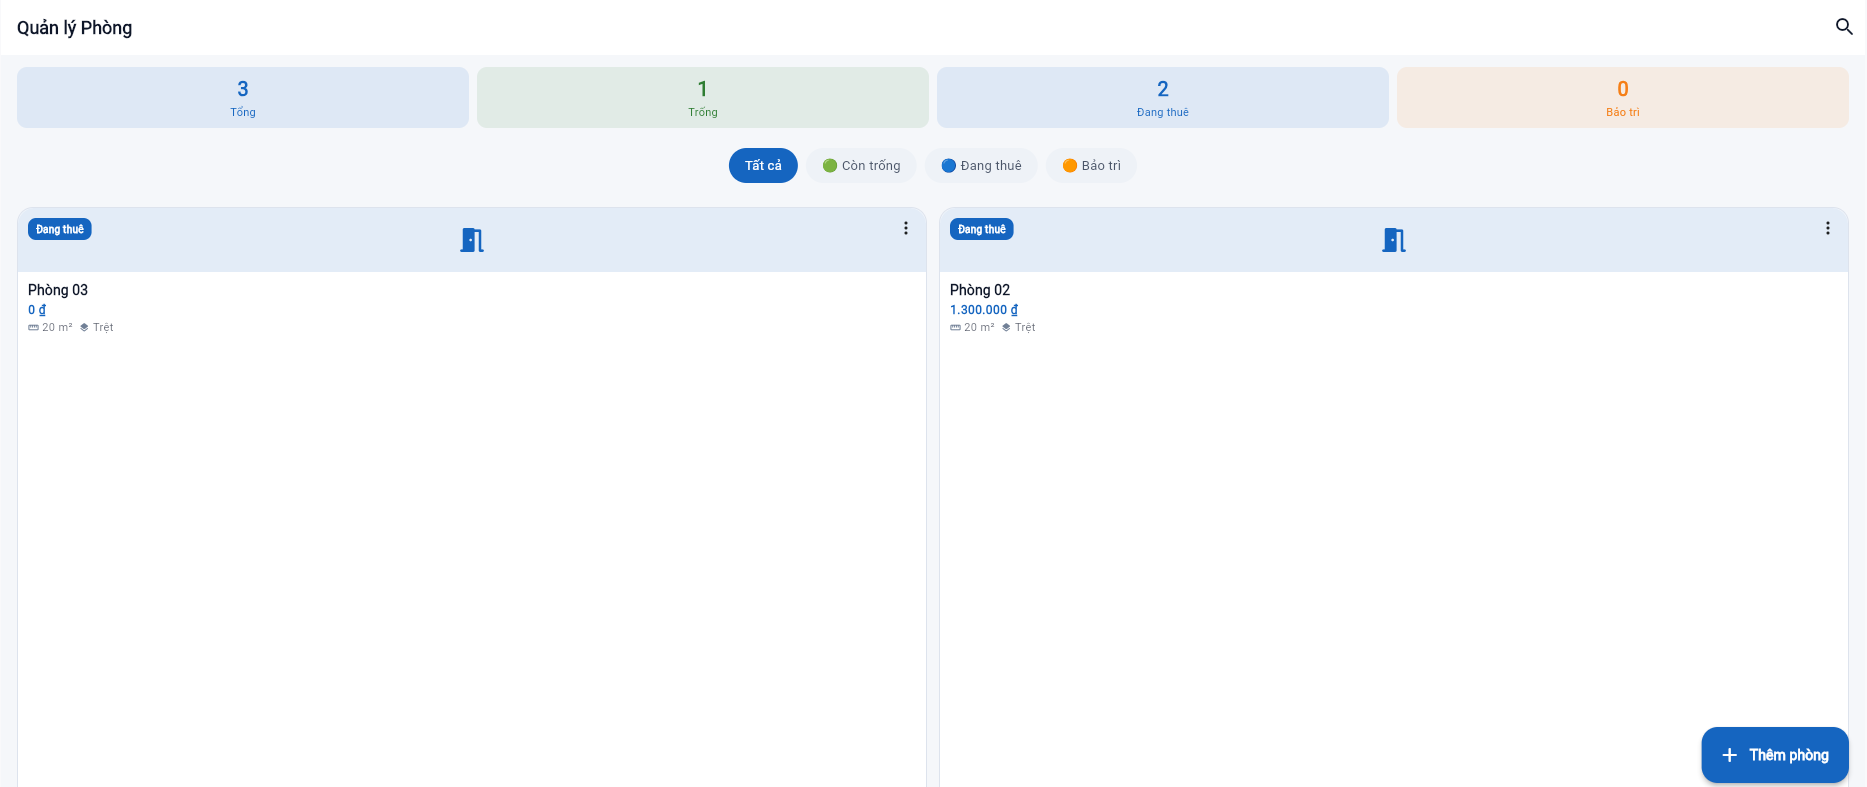 Quản lý Phòng
3
Tổng
1
Trống
2
Đang thuê
0
Bảo trì
Tất cả
Còn trống
Đang thuê
Bảo trì
Đang thuê
Phòng 03
0 ₫
20 m² Trệt
Đang thuê
Phòng 02
1.300.000 ₫
20 m² Trệt
Thêm phòng